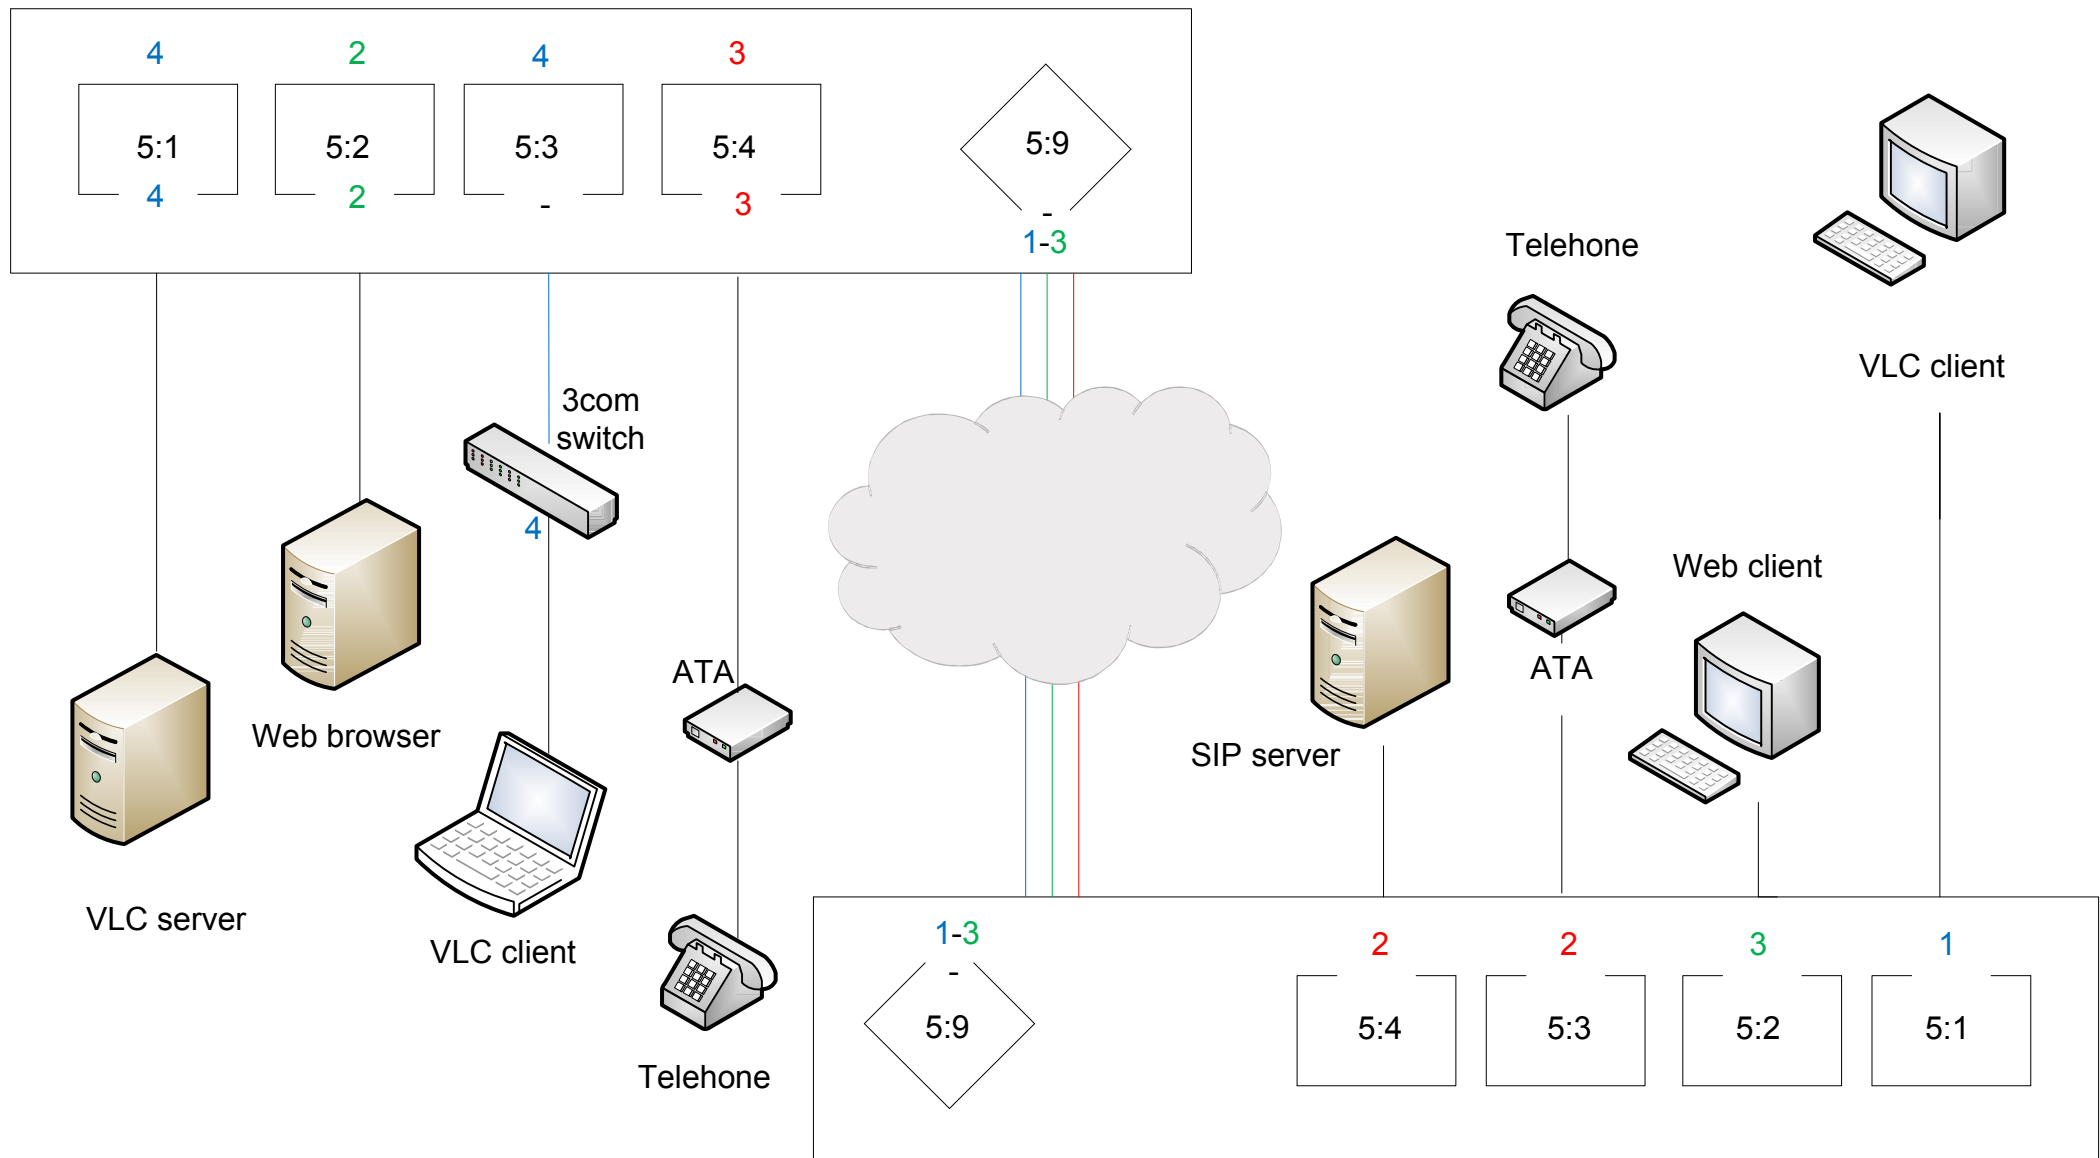 4 2 4 3
5:1 5:2 5:3 5:4 5:9
4 2 - 3 -
1-3
Telehone
VLC client
3com
switch
4
Web client
ATA
ATA
Web browser
SIP server
VLC server
VLC client
Telehone
1-3 2 2 3 1
-
5:9 5:4 5:3 5:2 5:1